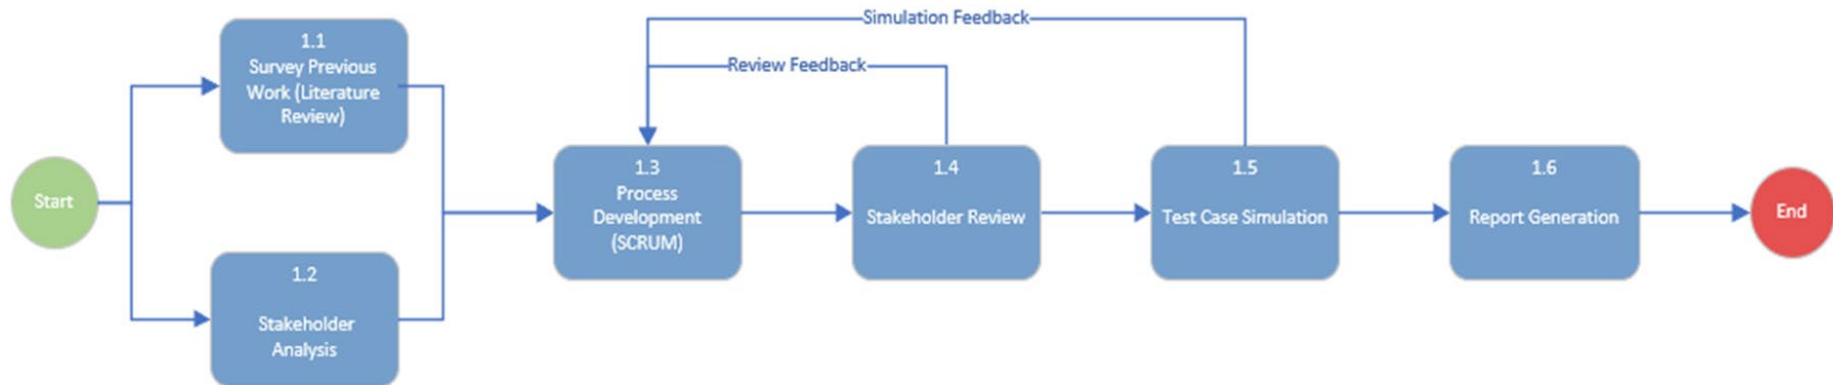 Start
1.1
Survey Previous
Work (Literature
Review)
1.2
Stakeholder
Analysis
Simulation Feedback
Review Feedback
1.3
Process
Development
(SCRUM)
1.4
Stakeholder Review
1.5
Test Case Simulation
1.6
Report Generation
End